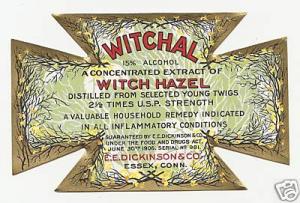 WITCHAL
15% ALCOHOL
A CONCENTRATED EXTRACT OF
WITCH HAZEL
DISTILLED FROM SELECTED YOUNG TWIGS
2½ TIMES U.S.P. STRENGTH
A VALUABLE HOUSEHOLD REMEDY INDICATED
IN ALL INFLAMMATORY CONDITIONS
GUARANTEED BY E.E. DICKINSON & CO.
UNDER THE FOOD AND DRUGS ACT,
JUNE 30TH 1906. SERIAL NO.
E.E. DICKINSON & CO.
ESSEX, CONN.